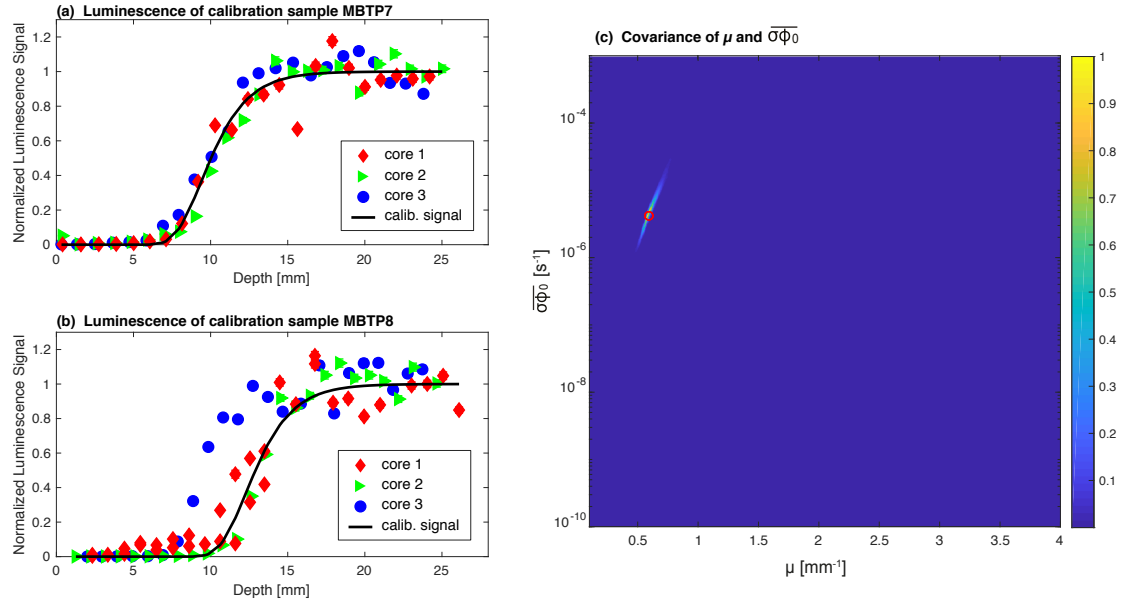 (a) Luminescence of calibration sample MBTP7
Normalized Luminescence Signal
1.2
1
0.8
0.6
0.4
0.2
0
core 1
core 2
core 3
calib. signal
0 5 10 15 20 25
Depth [mm]
(b) Luminescence of calibration sample MBTP8
Normalized Luminescence Signal
1.2
1
0.8
0.6
0.4
0.2
0
core 1
core 2
core 3
calib. signal
0 5 10 15 20 25
Depth [mm]
(c) Covariance of μ and σφ₀
σφ₀ [s⁻¹]
10⁻⁴
10⁻⁶
10⁻⁸
10⁻¹⁰
0.5 1 1.5 2 2.5 3 3.5 4
μ [mm⁻¹]
1
0.9
0.8
0.7
0.6
0.5
0.4
0.3
0.2
0.1